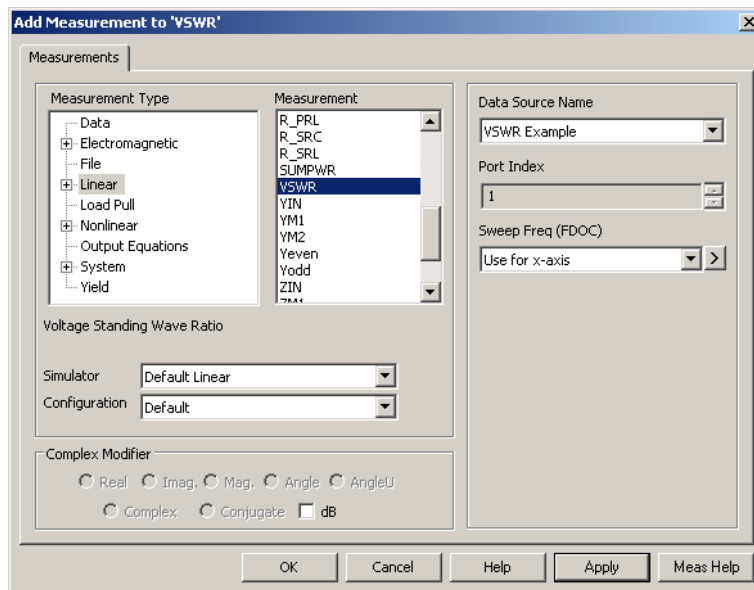 Add Measurement to 'VSWR'
Measurements
Measurement Type
Data
Electromagnetic
File
Linear
Load Pull
Nonlinear
Output Equations
System
Yield
Measurement
R_PRL
R_SRC
R_SRL
SUMPWR
VSWR
YIN
YM1
YM2
Yeven
Yodd
ZIN
ZM1
Voltage Standing Wave Ratio
Simulator Default Linear
Configuration Default
Complex Modifier
Real Imag. Mag. Angle AngleU
Complex Conjugate dB
Data Source Name
VSWR Example
Port Index
1
Sweep Freq (FDOC)
Use for x-axis >
OK Cancel Help Apply Meas Help